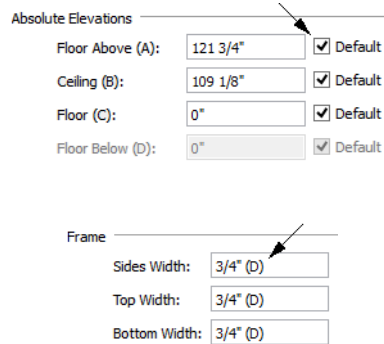 Absolute Elevations
Floor Above (A): 121 3/4" Default
Ceiling (B): 109 1/8" Default
Floor (C): 0" Default
Floor Below (D): 0" Default
Frame
Sides Width: 3/4" (D)
Top Width: 3/4" (D)
Bottom Width: 3/4" (D)